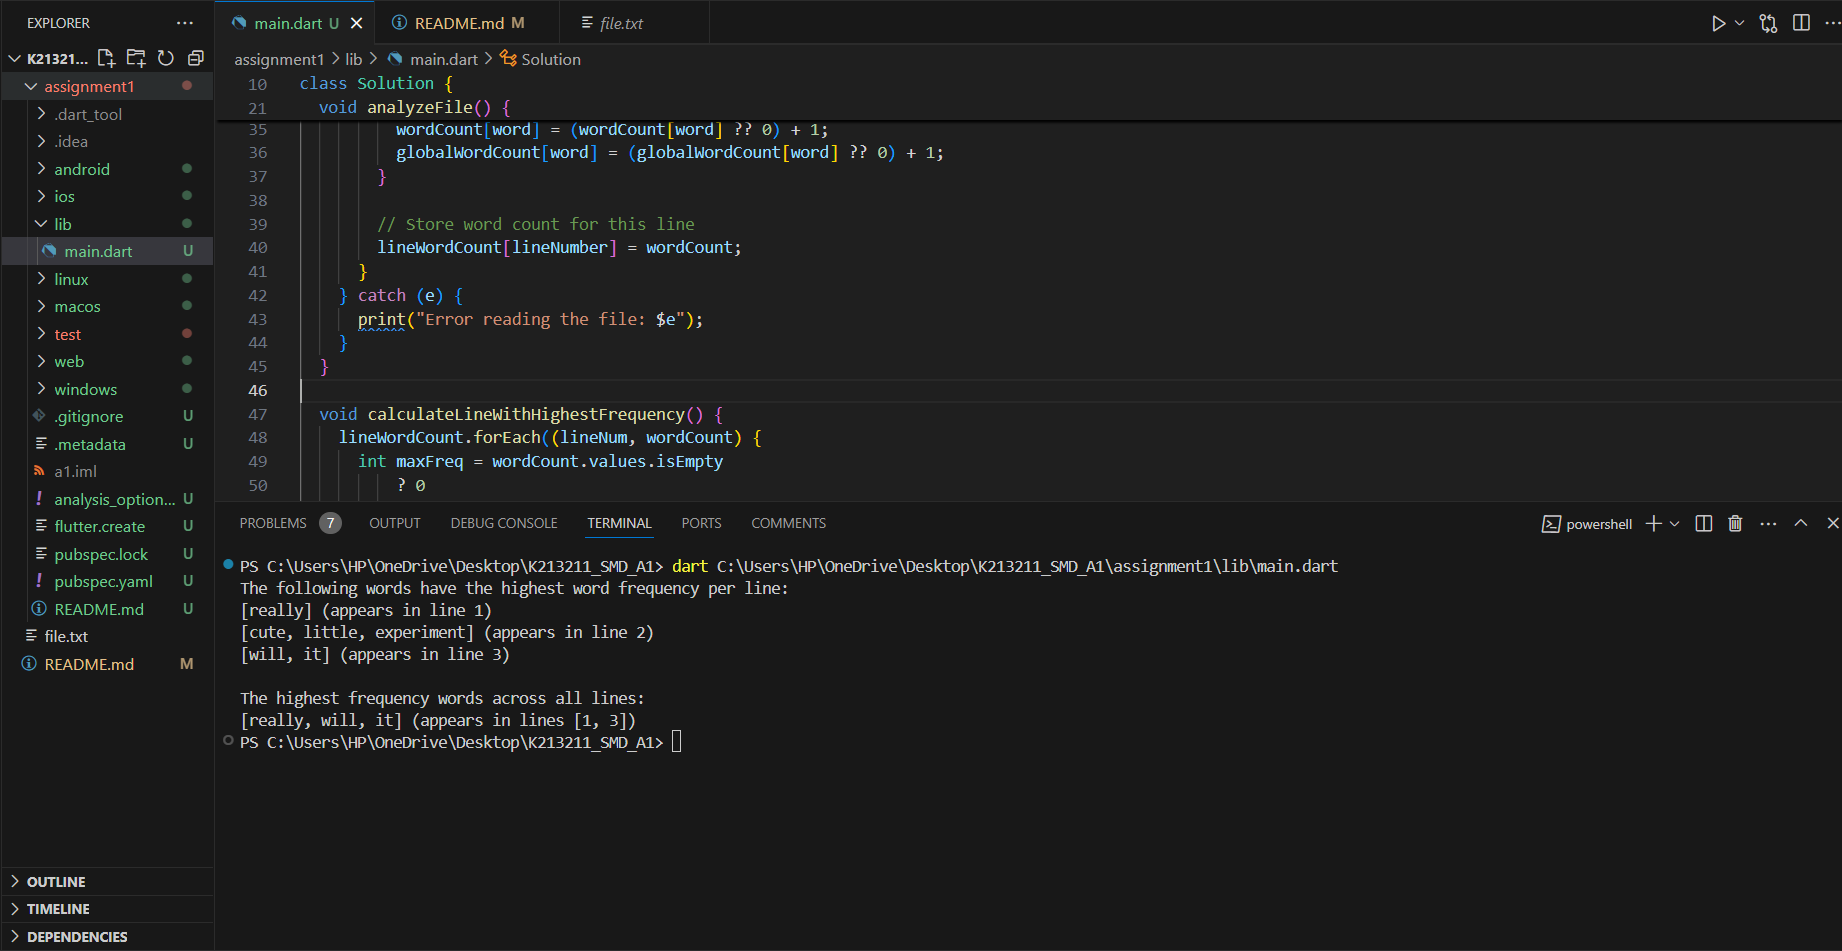 EXPLORER
K21321...
assignment1
.dart_tool
.idea
android
ios
lib
main.dart U
linux
macos
test
web
windows
.gitignore U
.metadata U
a1.iml
analysis_option... U
flutter.create U
pubspec.lock U
pubspec.yaml U
README.md U
file.txt
README.md M
OUTLINE
TIMELINE
DEPENDENCIES
main.dart U
README.md M
file.txt
assignment1 > lib > main.dart > Solution
10 class Solution {
21 void analyzeFile() {
35 wordCount[word] = (wordCount[word] ?? 0) + 1;
36 globalWordCount[word] = (globalWordCount[word] ?? 0) + 1;
37 }
38
39 // Store word count for this line
40 lineWordCount[lineNumber] = wordCount;
41 }
42 } catch (e) {
43 print("Error reading the file: $e");
44 }
45 }
46
47 void calculateLineWithHighestFrequency() {
48 lineWordCount.forEach((lineNum, wordCount) {
49 int maxFreq = wordCount.values.isEmpty
50 ? 0
PROBLEMS 7 OUTPUT DEBUG CONSOLE TERMINAL PORTS COMMENTS
powershell
PS C:\Users\HP\OneDrive\Desktop\K213211_SMD_A1> dart C:\Users\HP\OneDrive\Desktop\K213211_SMD_A1\assignment1\lib\main.dart
The following words have the highest word frequency per line:
[really] (appears in line 1)
[cute, little, experiment] (appears in line 2)
[will, it] (appears in line 3)
The highest frequency words across all lines:
[really, will, it] (appears in lines [1, 3])
PS C:\Users\HP\OneDrive\Desktop\K213211_SMD_A1>